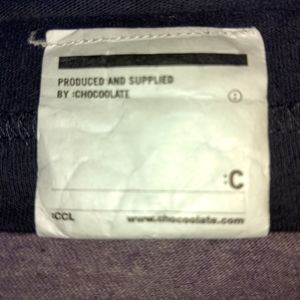 PRODUCED AND SUPPLIED
BY :CHOCOOLATE
:C
:CCL www.chocoolate.com